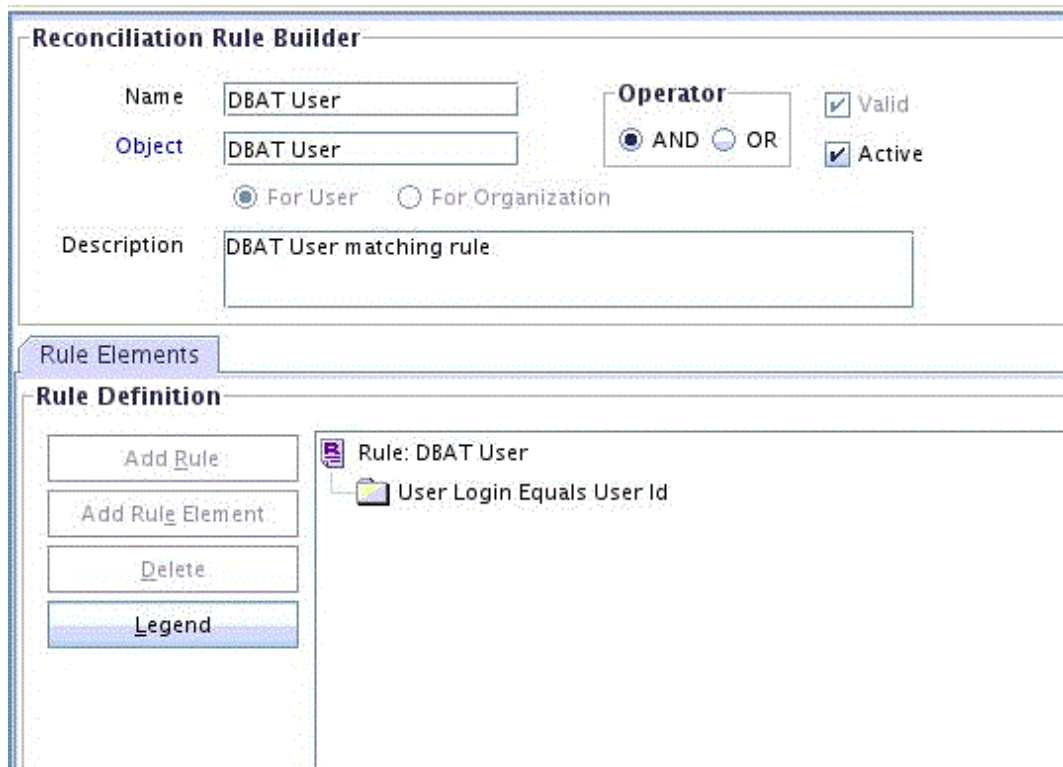 Reconciliation Rule Builder
Name DBAT User
Operator
AND OR
Valid
Object DBAT User
Active
For User For Organization
Description DBAT User matching rule
Rule Elements
Rule Definition
Add Rule
Add Rule Element
Delete
Legend
Rule: DBAT User
User Login Equals User Id